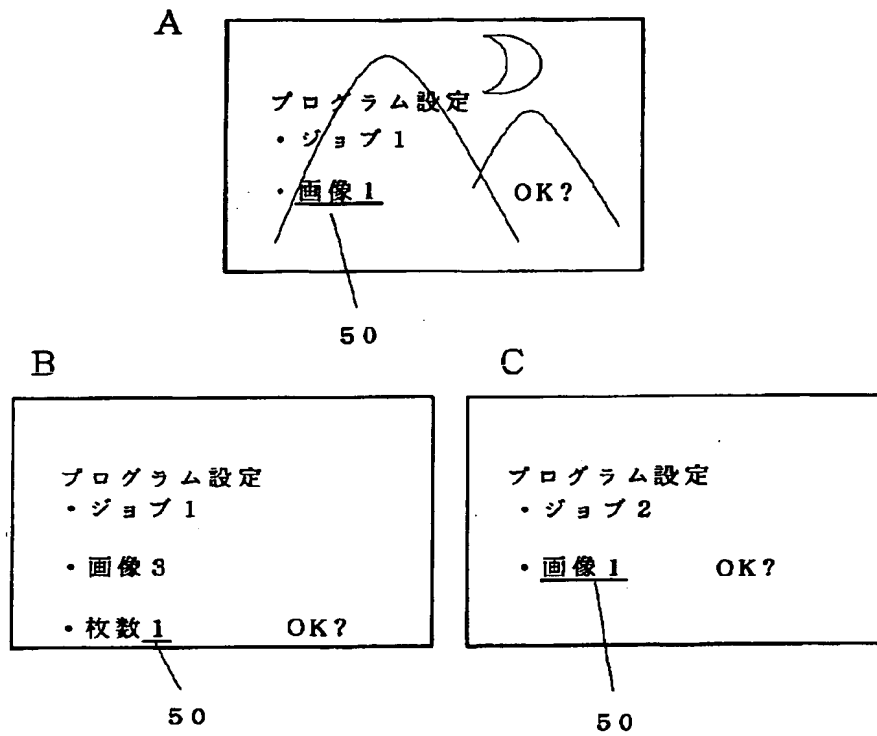 A
プログラム設定
・ジョブ1
・画像1 OK?
50
B
プログラム設定
・ジョブ1
・画像3
・枚数1 OK?
50
C
プログラム設定
・ジョブ2
・画像1 OK?
50